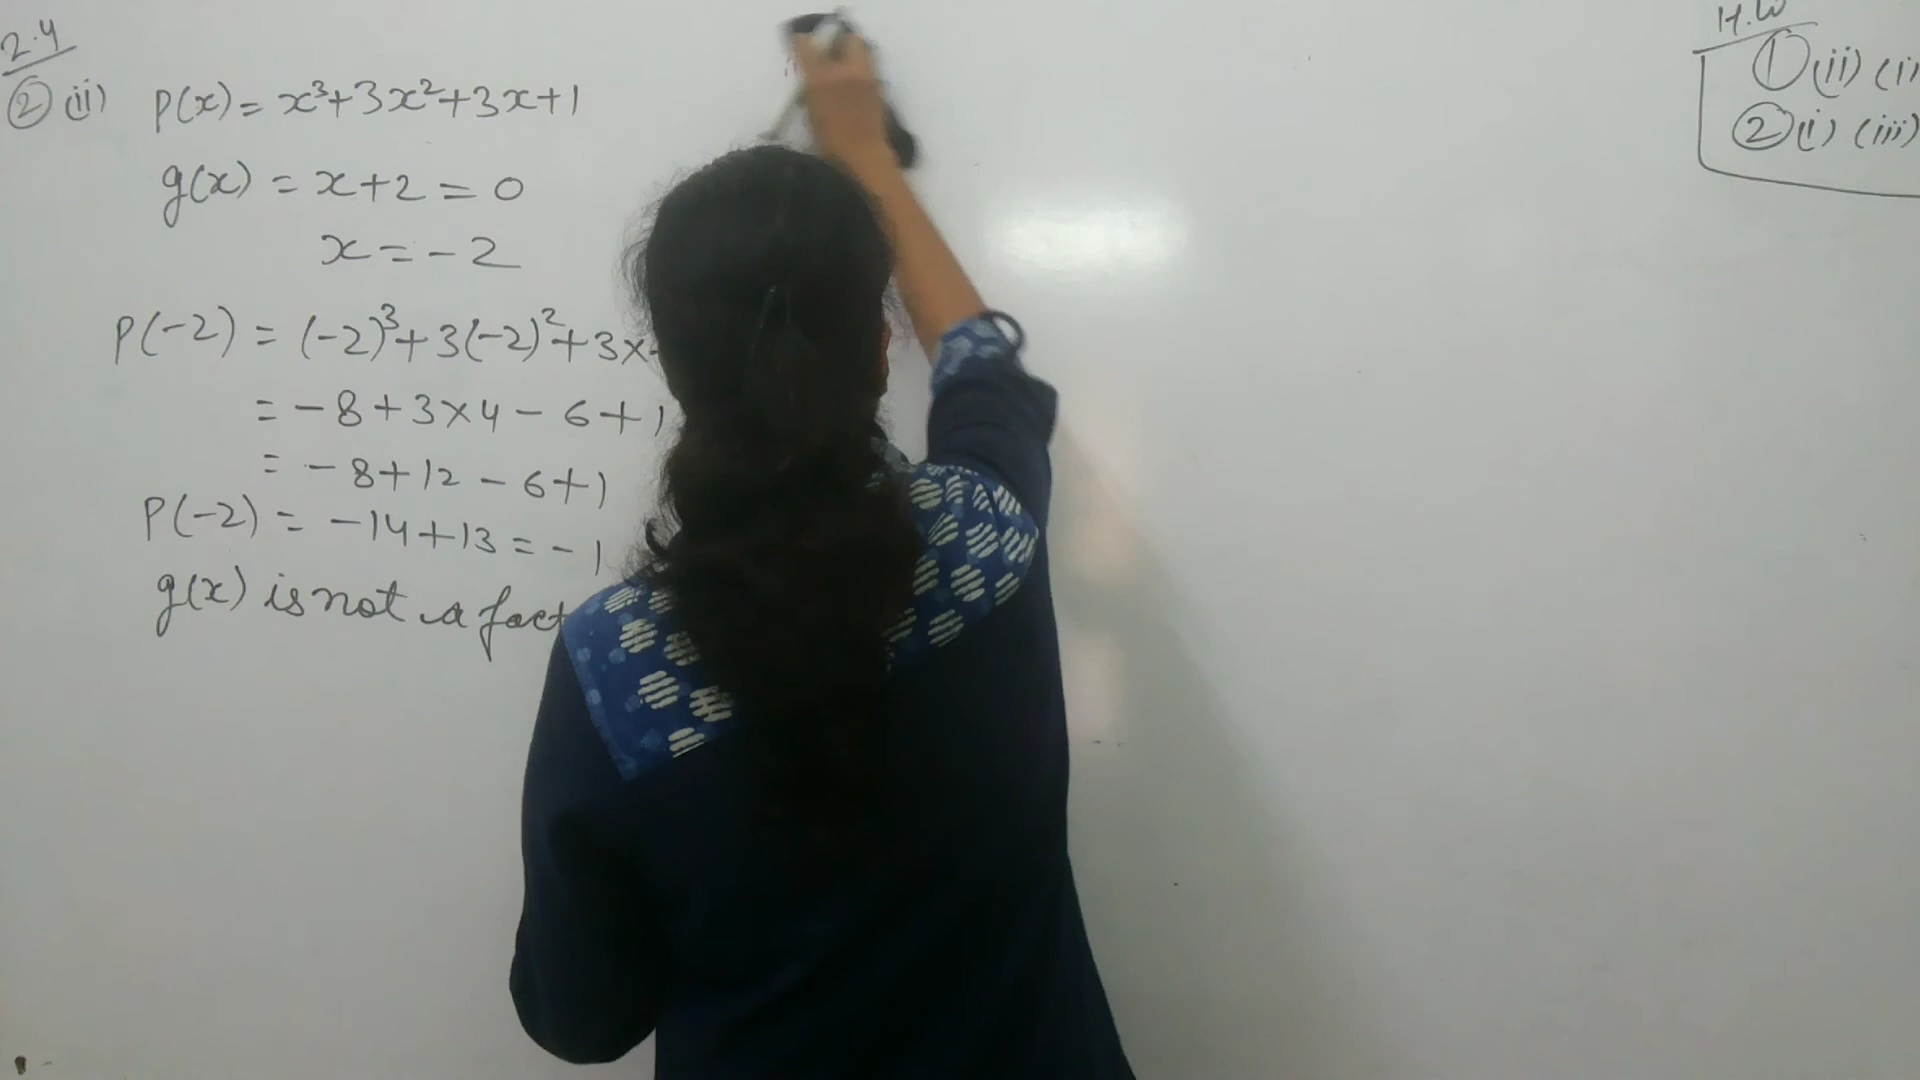 2.4
② (ii) P(x) = x³+3x²+3x+1
g(x) = x+2 = 0
x = -2
P(-2) = (-2)³+3(-2)²+3x
= -8+3×4-6+1
= -8+12-6+1
P(-2) = -14+13 = -1
g(x) is not a fact
H.W
① (ii) (i
② (i) (iii)